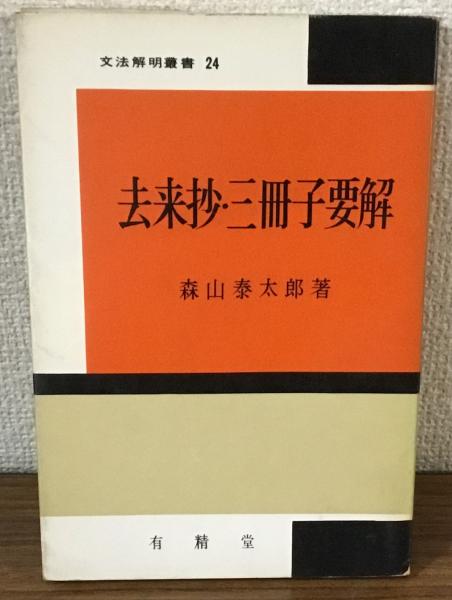 文法解明叢書 24
去来抄・三冊子要解
森山泰太郎著
有精堂